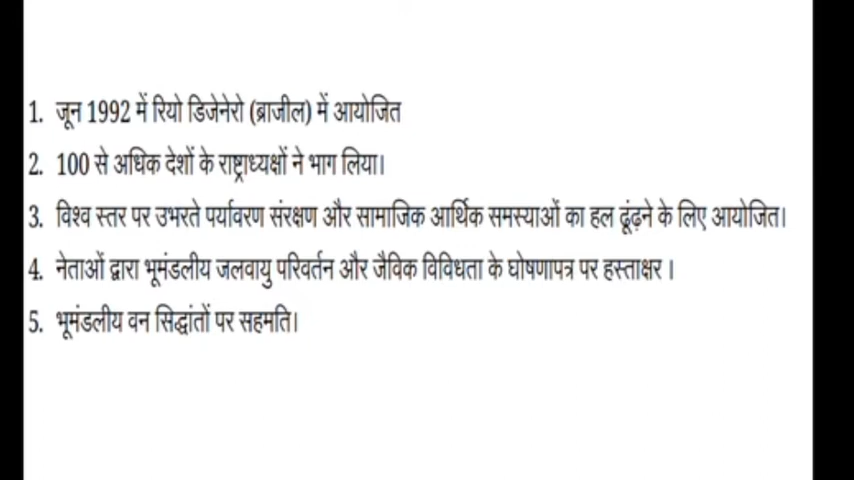 1. जून 1992 में रियो डिजेनेरो (ब्राजील) में आयोजित
2. 100 से अधिक देशों के राष्ट्राध्यक्षों ने भाग लिया।
3. विश्व स्तर पर उभरते पर्यावरण संरक्षण और सामाजिक आर्थिक समस्याओं का हल ढूंढ़ने के लिए आयोजित।
4. नेताओं द्वारा भूमंडलीय जलवायु परिवर्तन और जैविक विविधता के घोषणापत्र पर हस्ताक्षर ।
5. भूमंडलीय वन सिद्धांतों पर सहमति।